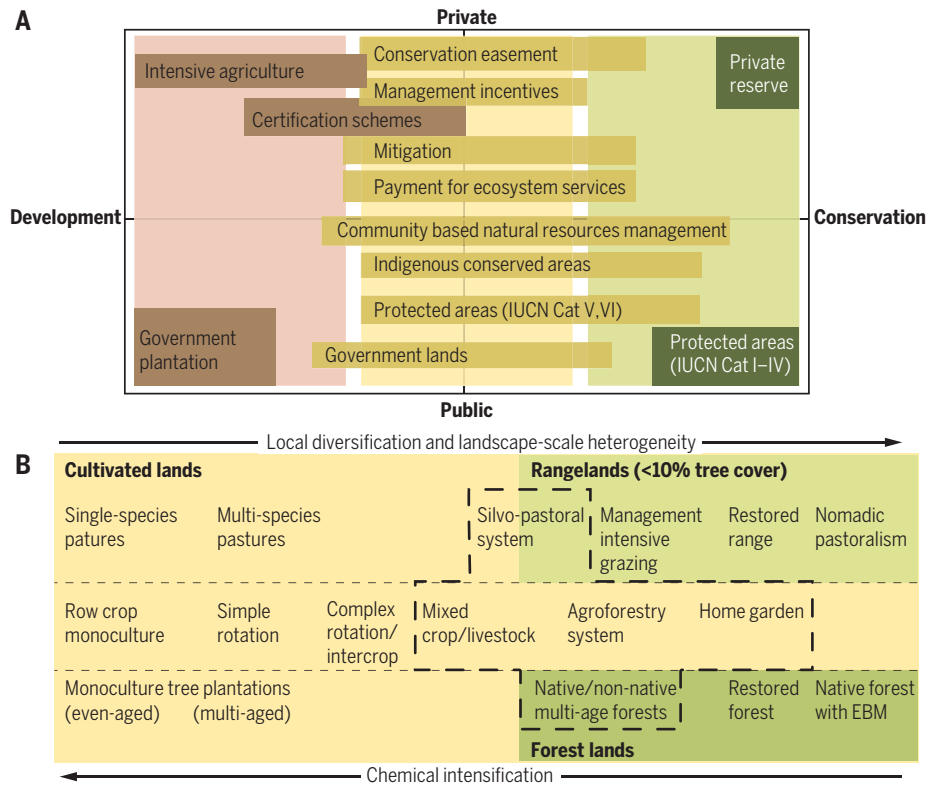 A
Private
Conservation easement
Intensive agriculture
Private
reserve
Management incentives
Certification schemes
Mitigation
Payment for ecosystem services
Development
Conservation
Community based natural resources management
Indigenous conserved areas
Protected areas (IUCN Cat V,VI)
Government
plantation
Government lands
Protected areas
(IUCN Cat I–IV)
Public
Local diversification and landscape-scale heterogeneity
B
Cultivated lands
Rangelands (<10% tree cover)
Single-species
patures
Multi-species
pastures
Silvo-pastoral
system
Management
intensive
grazing
Restored
range
Nomadic
pastoralism
Row crop
monoculture
Simple
rotation
Complex
rotation/
intercrop
Mixed
crop/livestock
Agroforestry
system
Home garden
Monoculture tree plantations
(even-aged) (multi-aged)
Native/non-native
multi-age forests
Restored
forest
Native forest
with EBM
Forest lands
Chemical intensification